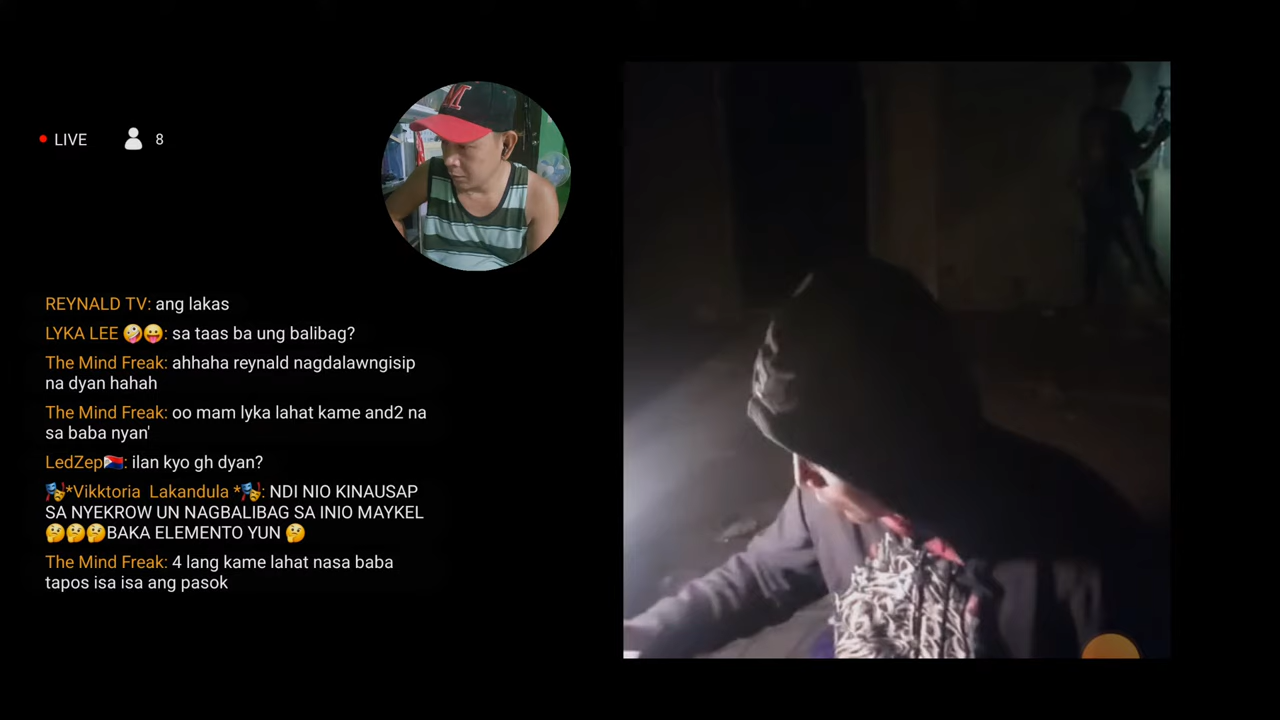 LIVE 8
M
REYNALD TV: ang lakas
LYKA LEE 🤪😛: sa taas ba ung balibag?
The Mind Freak: ahhaha reynald nagdalawngisip
na dyan hahah
The Mind Freak: oo mam lyka lahat kame and2 na
sa baba nyan'
LedZep🇵🇭: ilan kyo gh dyan?
🎭*Vikktoria Lakandula *🎭: NDI NIO KINAUSAP
SA NYEKROW UN NAGBALIBAG SA INIO MAYKEL
🤔🤔🤔BAKA ELEMENTO YUN 🤔
The Mind Freak: 4 lang kame lahat nasa baba
tapos isa isa ang pasok